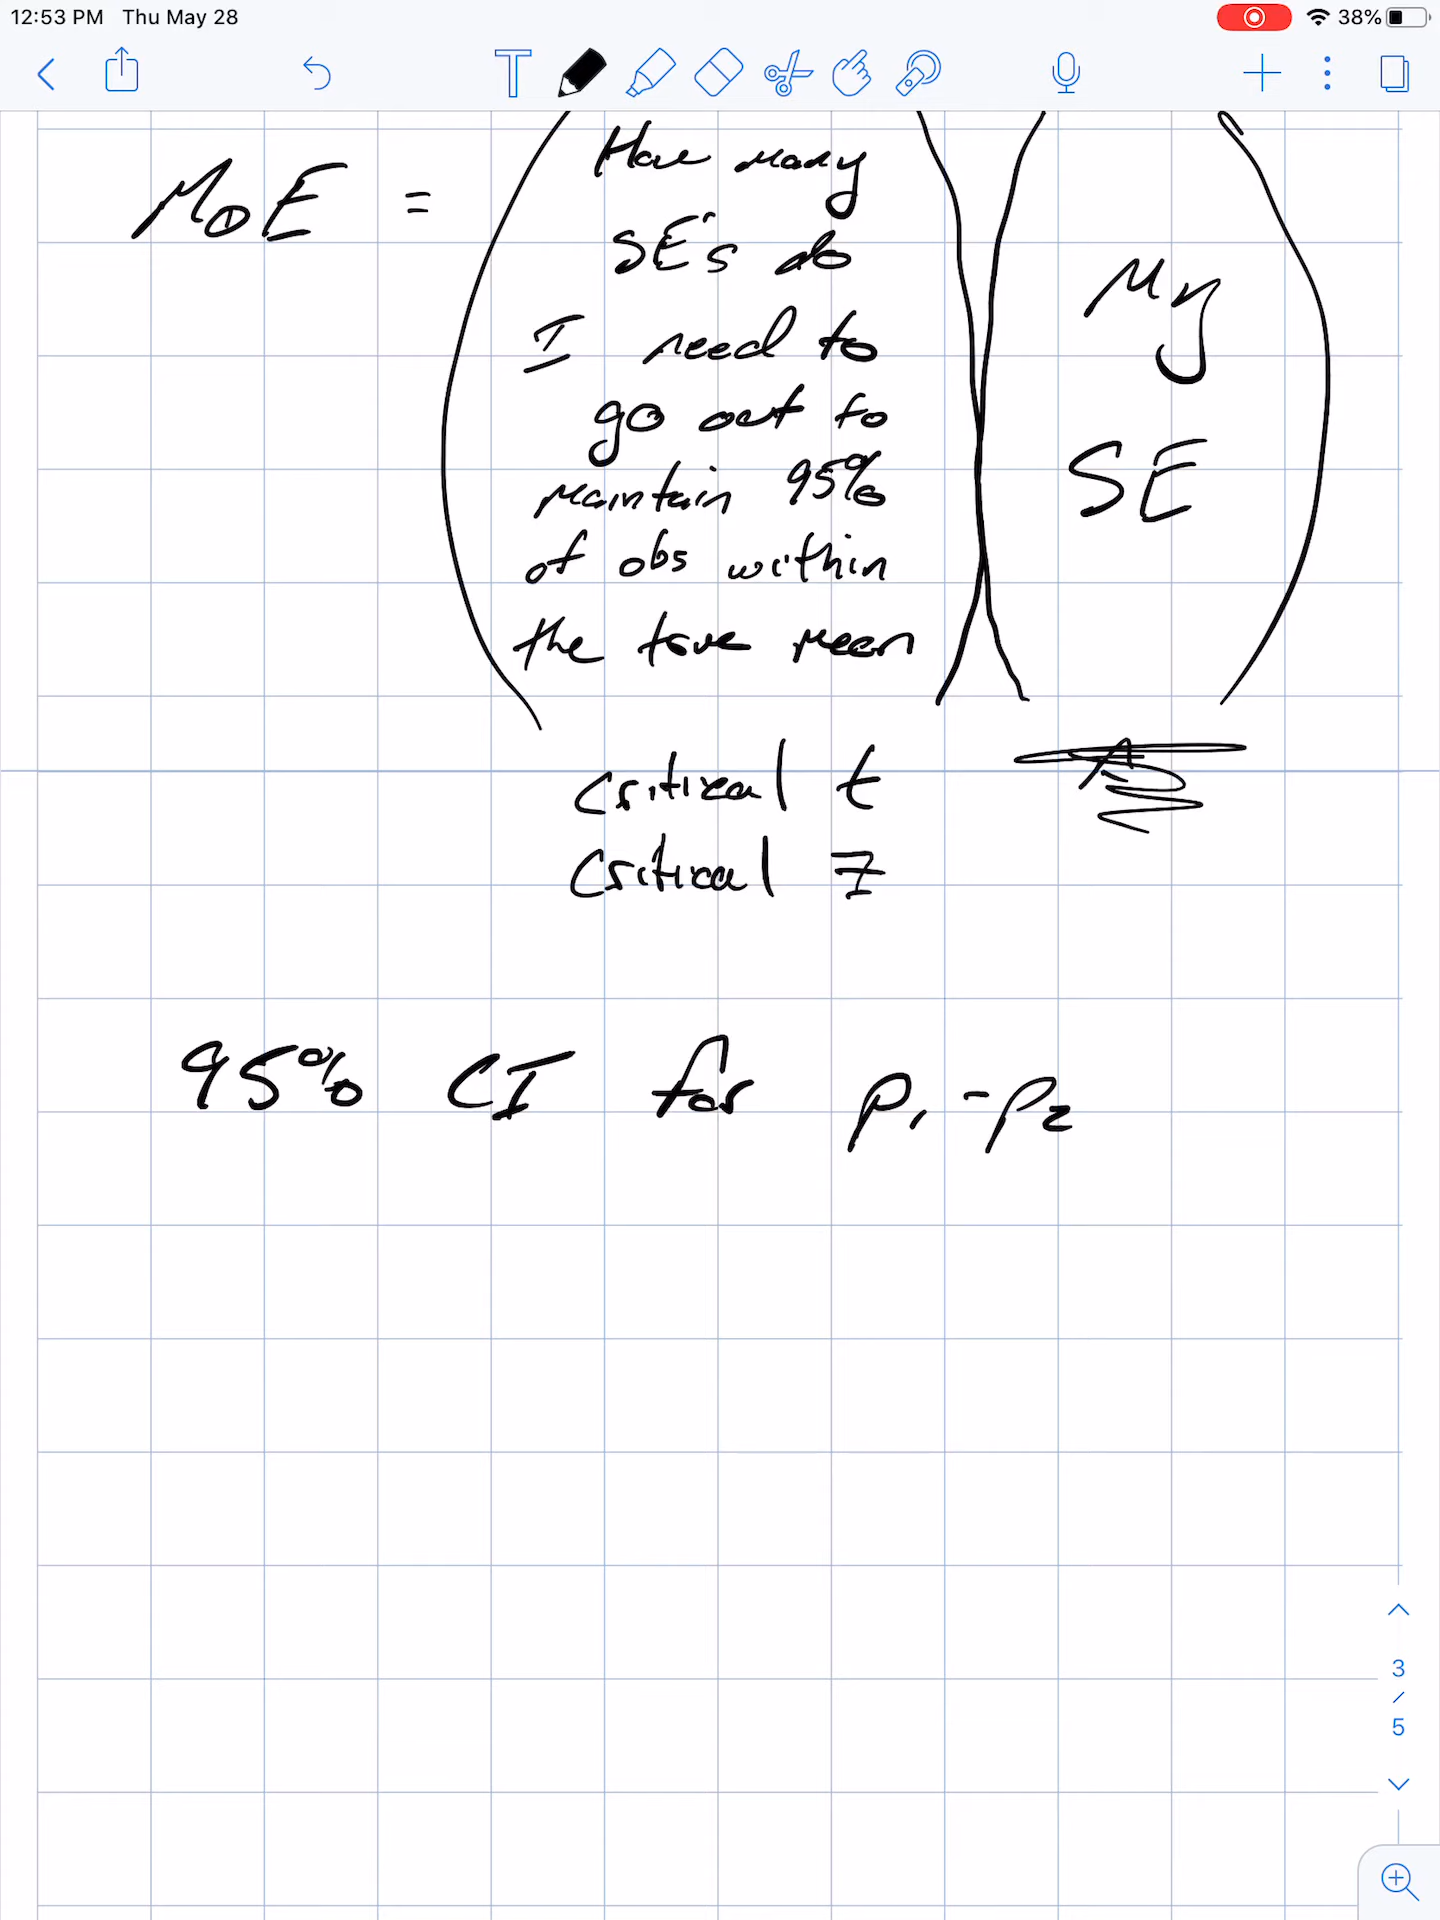 12:53 PM Thu May 28
38%
MoE =
How many
SE's do
I need to
go out to
maintain 95%
of obs within
the true mean
My
SE
critical t
critical Z
95% CI for p1 - p2
3
/
5